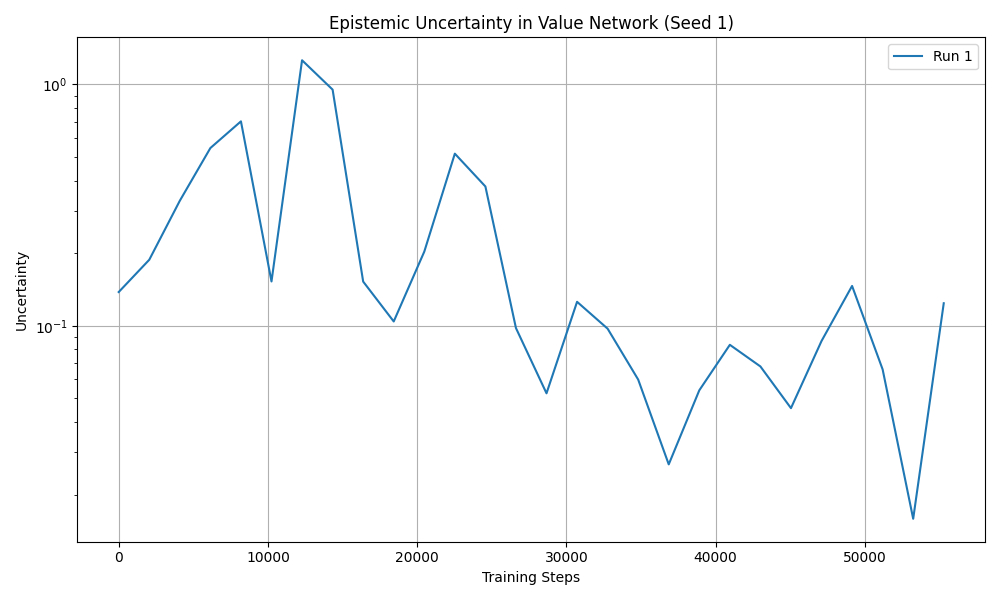 Epistemic Uncertainty in Value Network (Seed 1)
Run 1
10⁰
10⁻¹
Uncertainty
0 10000 20000 30000 40000 50000
Training Steps